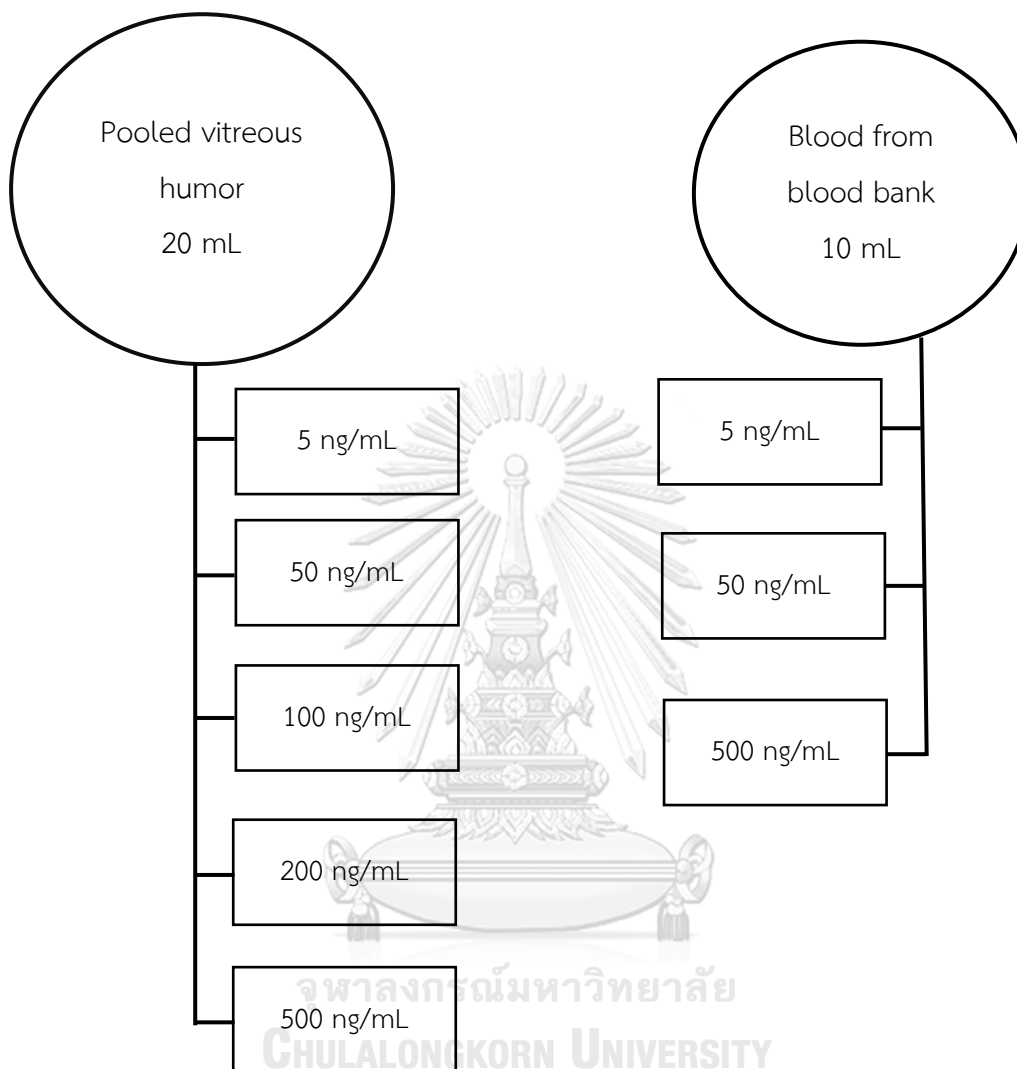 Pooled vitreous
humor
20 mL
5 ng/mL
50 ng/mL
100 ng/mL
200 ng/mL
500 ng/mL
Blood from
blood bank
10 mL
5 ng/mL
50 ng/mL
500 ng/mL
จุฬาลงกรณ์มหาวิทยาลัย
CHULALONGKORN UNIVERSITY